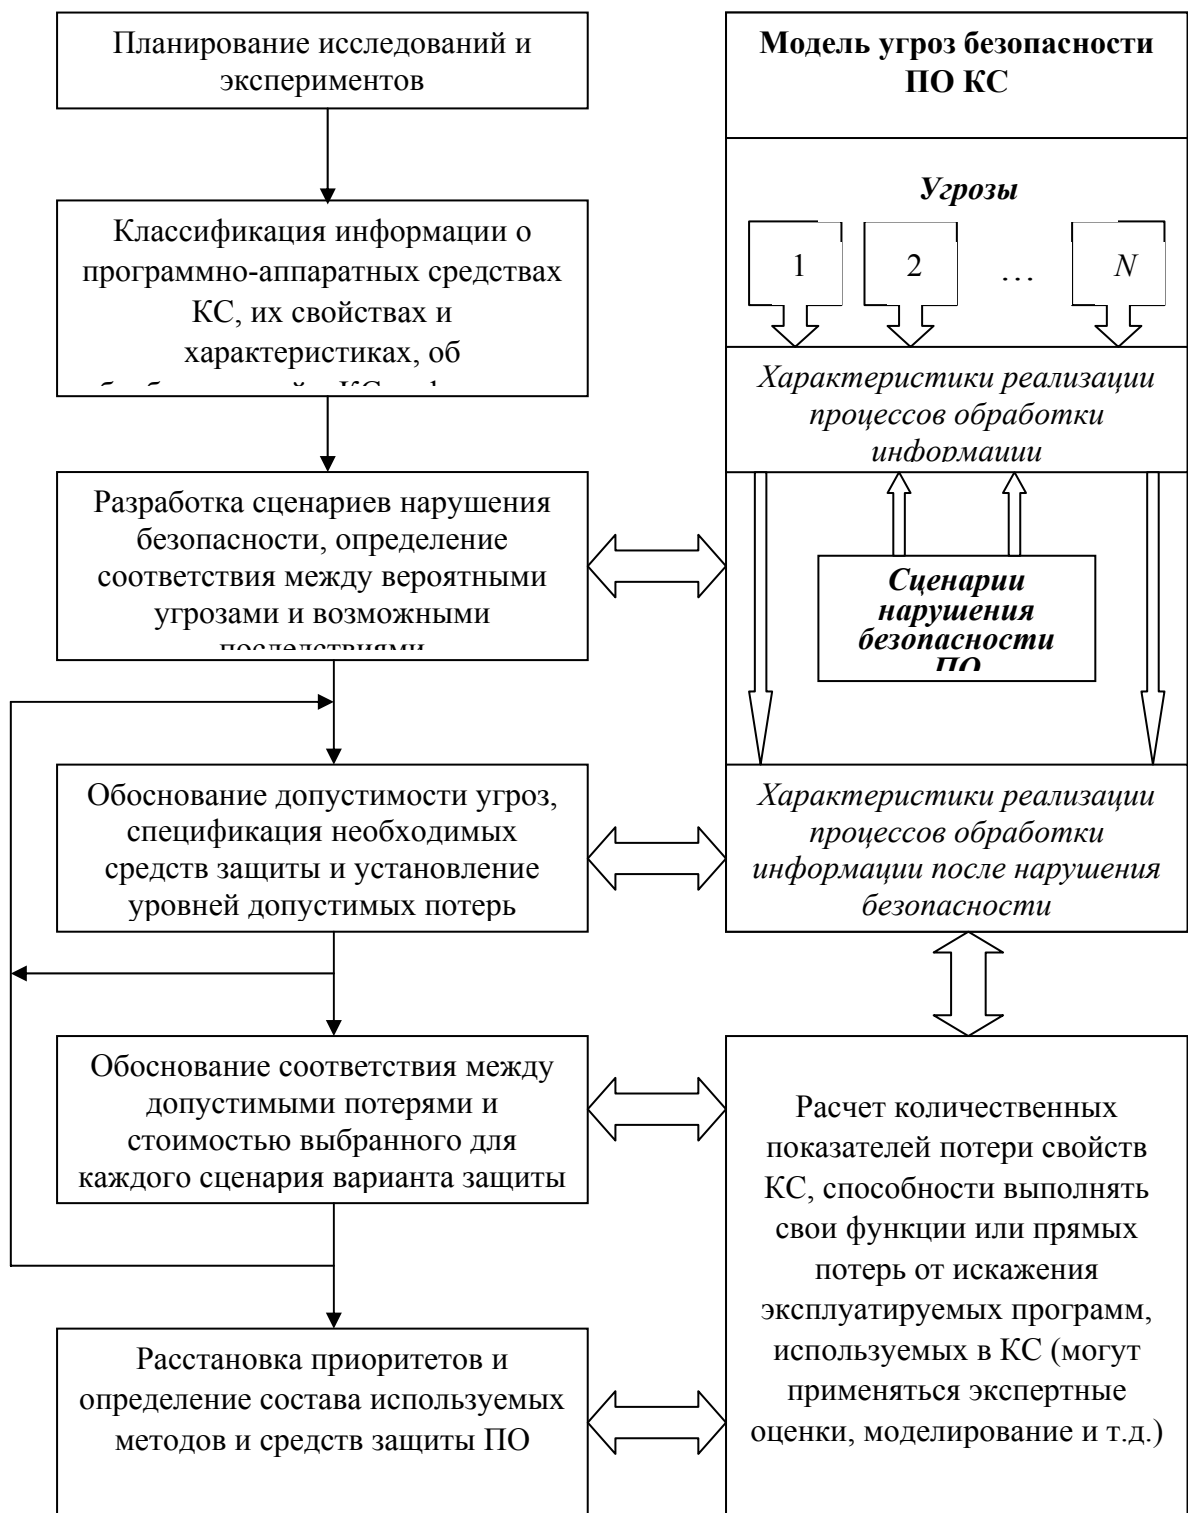 Планирование исследований и
экспериментов
Классификация информации о
программно-аппаратных средствах
КС, их свойствах и
характеристиках, об
Разработка сценариев нарушения
безопасности, определение
соответствия между вероятными
угрозами и возможными
последствиями
Обоснование допустимости угроз,
спецификация необходимых
средств защиты и установление
уровней допустимых потерь
Обоснование соответствия между
допустимыми потерями и
стоимостью выбранного для
каждого сценария варианта защиты
Расстановка приоритетов и
определение состава используемых
методов и средств защиты ПО
Модель угроз безопасности
ПО КС
Угрозы
1 2 … N
Характеристики реализации
процессов обработки
информации
Сценарии
нарушения
безопасности
ПО
Характеристики реализации
процессов обработки
информации после нарушения
безопасности
Расчет количественных
показателей потери свойств
КС, способности выполнять
свои функции или прямых
потерь от искажения
эксплуатируемых программ,
используемых в КС (могут
применяться экспертные
оценки, моделирование и т.д.)